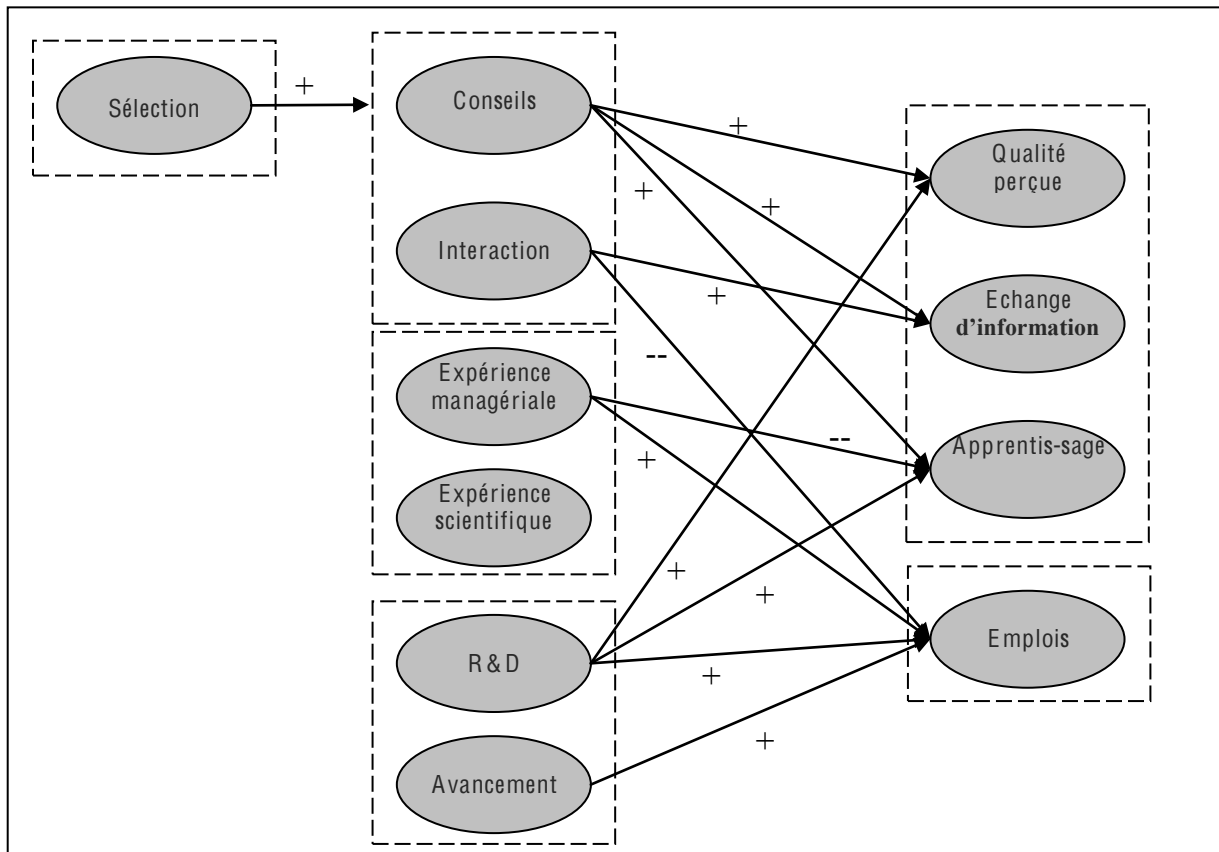 Sélection
+
Conseils
Interaction
Expérience
managériale
Expérience
scientifique
R&D
Avancement
+
+
+
+
--
--
+
+
+
+
+
Qualité
perçue
Echange
d'information
Apprentis-sage
Emplois